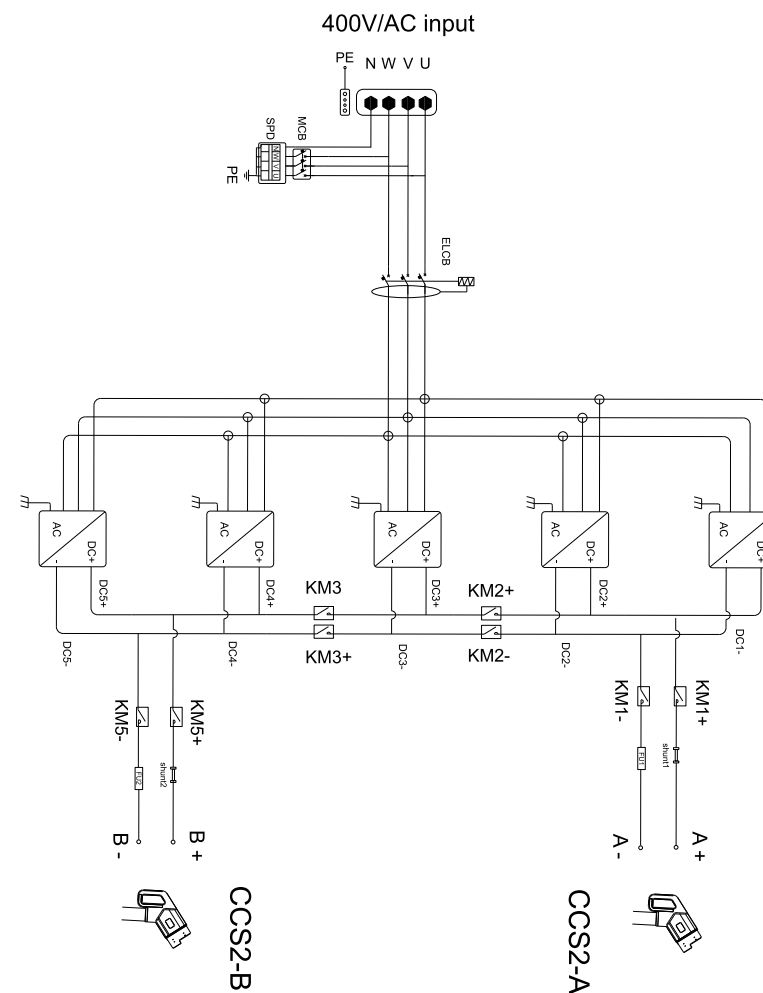 400V/AC input
PE
N W V U
SPD
MCB
N W V U
PE
ELCB
AC
DC+
-
AC
DC+
-
AC
DC+
-
AC
DC+
-
AC
DC+
-
DC5+
DC4+
KM3
DC3+
KM2+
DC2+
DC5-
DC4-
KM3+
DC3-
KM2-
DC2-
DC1-
KM5-
KM5+
KM1-
KM1+
FU2
shunt2
FU1
shunt1
B -
B +
A -
A +
CCS2-B
CCS2-A